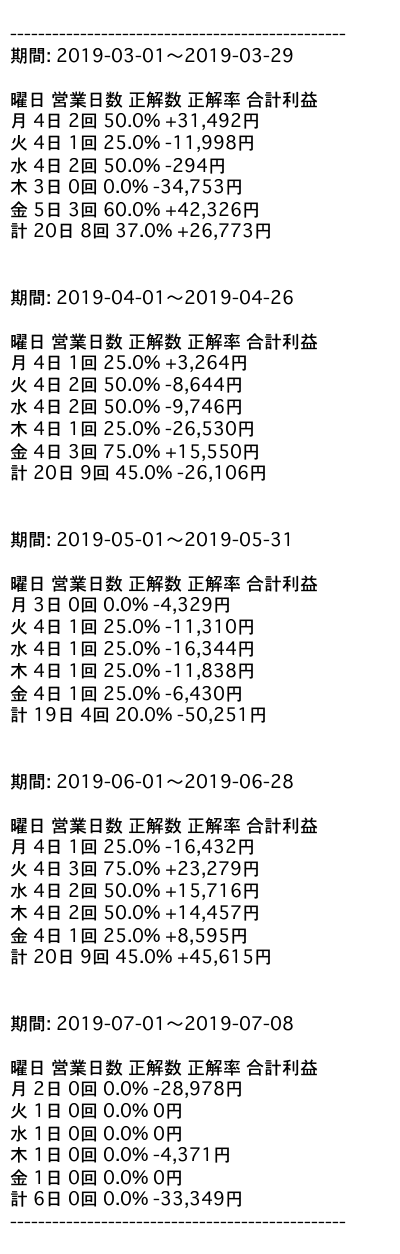 ------------------------------------------------
期間: 2019-03-01〜2019-03-29
曜日 営業日数 正解数 正解率 合計利益
月 4日 2回 50.0% +31,492円
火 4日 1回 25.0% -11,998円
水 4日 2回 50.0% -294円
木 3日 0回 0.0% -34,753円
金 5日 3回 60.0% +42,326円
計 20日 8回 37.0% +26,773円
期間: 2019-04-01〜2019-04-26
曜日 営業日数 正解数 正解率 合計利益
月 4日 1回 25.0% +3,264円
火 4日 2回 50.0% -8,644円
水 4日 2回 50.0% -9,746円
木 4日 1回 25.0% -26,530円
金 4日 3回 75.0% +15,550円
計 20日 9回 45.0% -26,106円
期間: 2019-05-01〜2019-05-31
曜日 営業日数 正解数 正解率 合計利益
月 3日 0回 0.0% -4,329円
火 4日 1回 25.0% -11,310円
水 4日 1回 25.0% -16,344円
木 4日 1回 25.0% -11,838円
金 4日 1回 25.0% -6,430円
計 19日 4回 20.0% -50,251円
期間: 2019-06-01〜2019-06-28
曜日 営業日数 正解数 正解率 合計利益
月 4日 1回 25.0% -16,432円
火 4日 3回 75.0% +23,279円
水 4日 2回 50.0% +15,716円
木 4日 2回 50.0% +14,457円
金 4日 1回 25.0% +8,595円
計 20日 9回 45.0% +45,615円
期間: 2019-07-01〜2019-07-08
曜日 営業日数 正解数 正解率 合計利益
月 2日 0回 0.0% -28,978円
火 1日 0回 0.0% 0円
水 1日 0回 0.0% 0円
木 1日 0回 0.0% -4,371円
金 1日 0回 0.0% 0円
計 6日 0回 0.0% -33,349円
------------------------------------------------